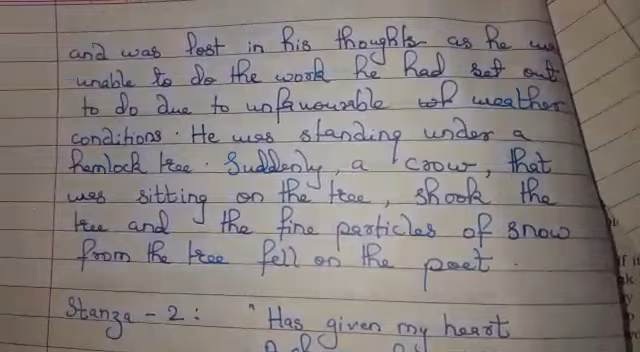 and was lost in his thoughts as he was
unable to do the work he had set out
to do due to unfavourable weather
conditions. He was standing under a
hemlock tree. Suddenly, a crow, that
was sitting on the tree, shook the
tree and the fine particles of snow
from the tree fell on the poet.
Stanza - 2: "Has given my heart